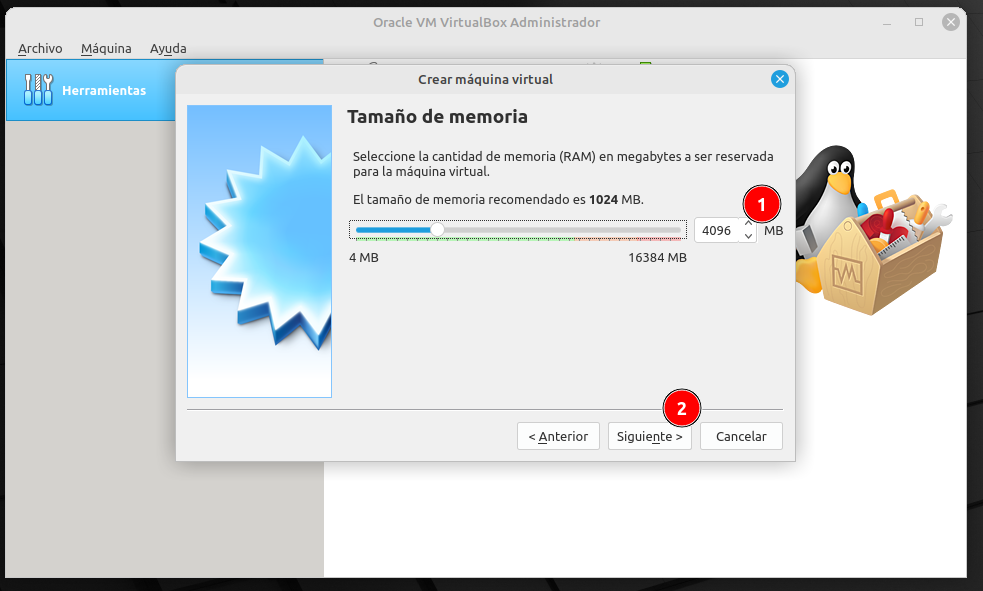 Oracle VM VirtualBox Administrador
Archivo Máquina Ayuda
Herramientas
Crear máquina virtual
Tamaño de memoria
Seleccione la cantidad de memoria (RAM) en megabytes a ser reservada
para la máquina virtual.
El tamaño de memoria recomendado es 1024 MB.
1
4096 MB
4 MB 16384 MB
2
< Anterior Siguiente > Cancelar